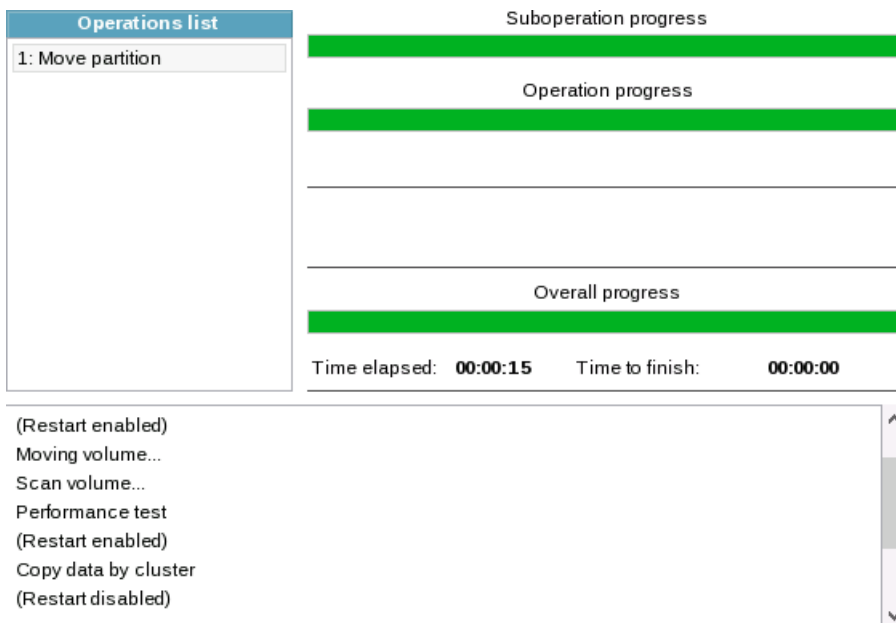 Operations list
1: Move partition
Suboperation progress
Operation progress
Overall progress
Time elapsed: 00:00:15 Time to finish: 00:00:00
(Restart enabled)
Moving volume...
Scan volume...
Performance test
(Restart enabled)
Copy data by cluster
(Restart disabled)